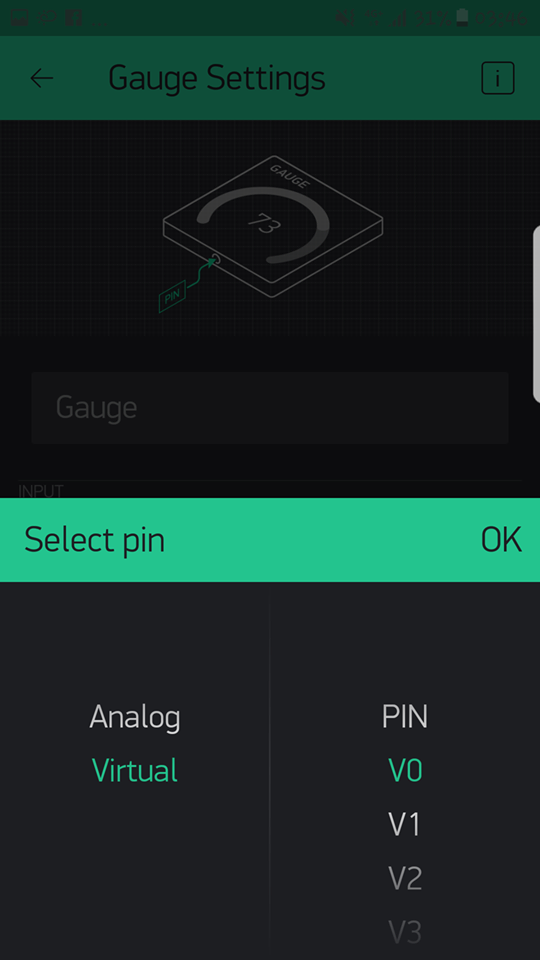 Gauge Settings
i
GAUGE
73
PIN
Gauge
INPUT
Select pin
OK
Analog
PIN
Virtual
V0
V1
V2
V3